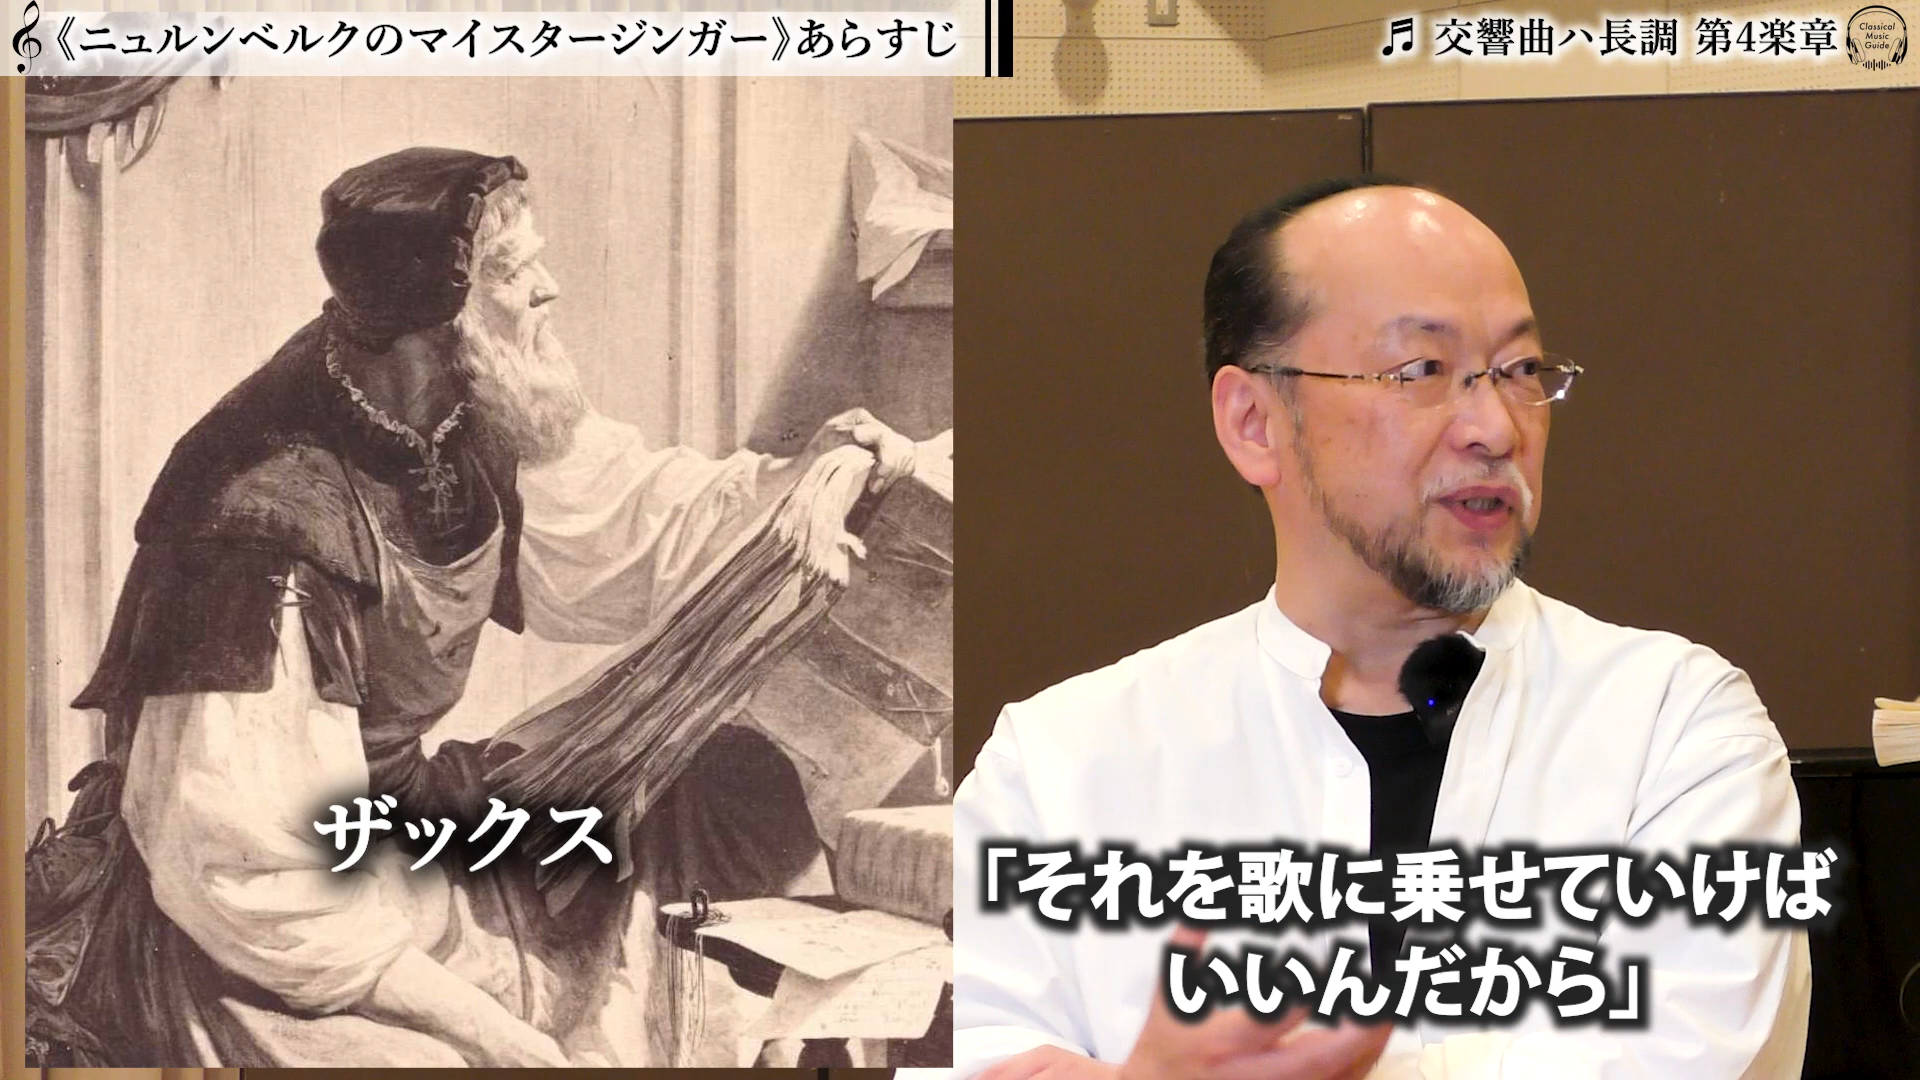 《ニュルンベルクのマイスタージンガー》あらすじ
♬ 交響曲ハ長調 第4楽章
Classical
Music
Guide
ザックス
「それを歌に乗せていけば
いいんだから」